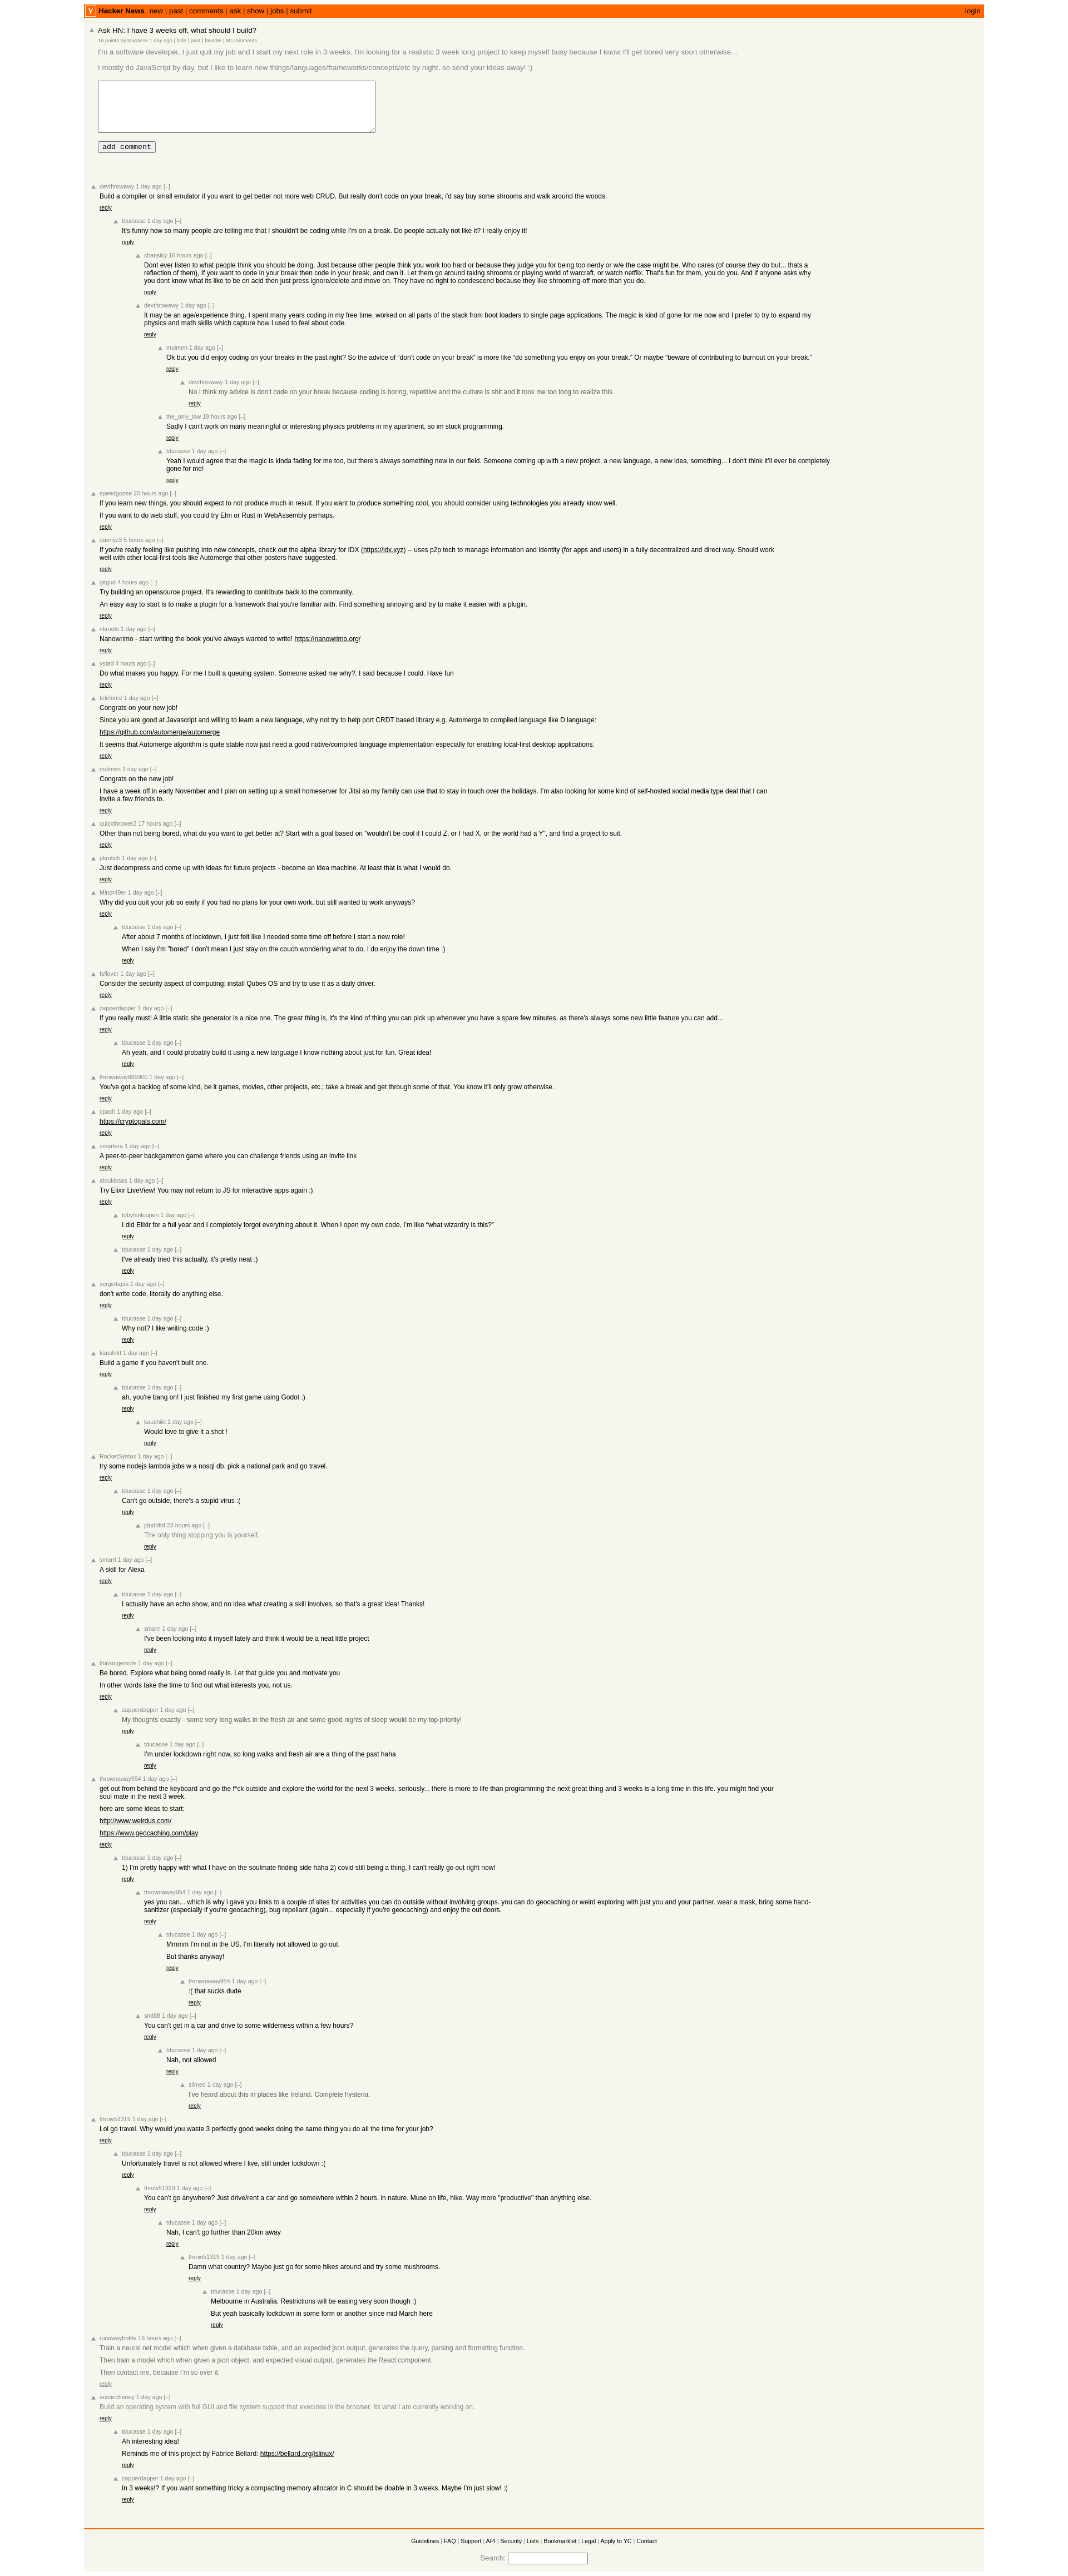 Y Hacker News new | past | comments | ask | show | jobs | submit login
Ask HN: I have 3 weeks off, what should I build?
16 points by tducasse 1 day ago | hide | past | favorite | 60 comments
I'm a software developer, I just quit my job and I start my next role in 3 weeks. I'm looking for a realistic 3 week long project to keep myself busy because I know I'll get bored very soon otherwise...
I mostly do JavaScript by day, but I like to learn new things/languages/frameworks/concepts/etc by night, so send your ideas away! :)
add comment
devthrowawy 1 day ago [–]
Build a compiler or small emulator if you want to get better not more web CRUD. But really don't code on your break, i'd say buy some shrooms and walk around the woods.
reply
tducasse 1 day ago [–]
It's funny how so many people are telling me that I shouldn't be coding while I'm on a break. Do people actually not like it? I really enjoy it!
reply
chansiky 16 hours ago [–]
Dont ever listen to what people think you should be doing. Just because other people think you work too hard or because they judge you for being too nerdy or w/e the case might be. Who cares (of course they do but... thats a
reflection of them), If you want to code in your break then code in your break, and own it. Let them go around taking shrooms or playing world of warcraft, or watch netflix. That's fun for them, you do you. And if anyone asks why
you dont know what its like to be on acid then just press ignore/delete and move on. They have no right to condescend because they like shrooming-off more than you do.
reply
devthrowawy 1 day ago [–]
It may be an age/experience thing. I spent many years coding in my free time, worked on all parts of the stack from boot loaders to single page applications. The magic is kind of gone for me now and I prefer to try to expand my
physics and math skills which capture how I used to feel about code.
reply
mulmen 1 day ago [–]
Ok but you did enjoy coding on your breaks in the past right? So the advice of “don’t code on your break” is more like “do something you enjoy on your break.” Or maybe “beware of contributing to burnout on your break.”
reply
devthrowawy 1 day ago [–]
No I think my advice is don't code on your break because coding is boring, repetitive and the culture is shit and it took me too long to realize this.
reply
the_only_law 19 hours ago [–]
Sadly I can't work on many meaningful or interesting physics problems in my apartment, so im stuck programming.
reply
tducasse 1 day ago [–]
Yeah I would agree that the magic is kinda fading for me too, but there's always something new in our field. Someone coming up with a new project, a new language, a new idea, something... I don't think it'll ever be completely
gone for me!
reply
speedgoose 20 hours ago [–]
If you learn new things, you should expect to not produce much in result. If you want to produce something cool, you should consider using technologies you already know well.
If you want to do web stuff, you could try Elm or Rust in WebAssembly perhaps.
reply
dannyz3 5 hours ago [–]
If you're really feeling like pushing into new concepts, check out the alpha library for IDX (https://idx.xyz) -- uses p2p tech to manage information and identity (for apps and users) in a fully decentralized and direct way. Should work
well with other local-first tools like Automerge that other posters have suggested.
reply
gitgud 4 hours ago [–]
Try building an opensource project. It's rewarding to contribute back to the community.
An easy way to start is to make a plugin for a framework that you're familiar with. Find something annoying and try to make it easier with a plugin.
reply
rikroots 1 day ago [–]
Nanowrimo - start writing the book you've always wanted to write! https://nanowrimo.org/
reply
ystad 4 hours ago [–]
Do what makes you happy. For me I built a queuing system. Someone asked me why?. I said because I could. Have fun
reply
teleforce 1 day ago [–]
Congrats on your new job!
Since you are good at Javascript and willing to learn a new language, why not try to help port CRDT based library e.g. Automerge to compiled language like D language:
https://github.com/automerge/automerge
It seems that Automerge algorithm is quite stable now just need a good native/compiled language implementation especially for enabling local-first desktop applications.
reply
mulmen 1 day ago [–]
Congrats on the new job!
I have a week off in early November and I plan on setting up a small homeserver for Jitsi so my family can use that to stay in touch over the holidays. I’m also looking for some kind of self-hosted social media type deal that I can
invite a few friends to.
reply
quickthrower2 17 hours ago [–]
Other than not being bored, what do you want to get better at? Start with a goal based on "wouldn't be cool if I could Z, or I had X, or the world had a Y", and find a project to suit.
reply
pkrotich 1 day ago [–]
Just decompress and come up with ideas for future projects - become an idea machine. At least that is what I would do.
reply
Minor49er 1 day ago [–]
Why did you quit your job so early if you had no plans for your own work, but still wanted to work anyways?
reply
tducasse 1 day ago [–]
After about 7 months of lockdown, I just felt like I needed some time off before I start a new role!
When I say I'm "bored" I don't mean I just stay on the couch wondering what to do, I do enjoy the down time :)
reply
fsflover 1 day ago [–]
Consider the security aspect of computing: install Qubes OS and try to use it as a daily driver.
reply
zapperdapper 1 day ago [–]
If you really must! A little static site generator is a nice one. The great thing is, it's the kind of thing you can pick up whenever you have a spare few minutes, as there's always some new little feature you can add...
reply
tducasse 1 day ago [–]
Ah yeah, and I could probably build it using a new language I know nothing about just for fun. Great idea!
reply
throwaway889900 1 day ago [–]
You've got a backlog of some kind, be it games, movies, other projects, etc.; take a break and get through some of that. You know it'll only grow otherwise.
reply
cpach 1 day ago [–]
https://cryptopals.com/
reply
smartera 1 day ago [–]
A peer-to-peer backgammon game where you can challenge friends using an invite link
reply
aloukissas 1 day ago [–]
Try Elixir LiveView! You may not return to JS for interactive apps again :)
reply
tobyhinloopen 1 day ago [–]
I did Elixir for a full year and I completely forgot everything about it. When I open my own code, I’m like “what wizardry is this?”
reply
tducasse 1 day ago [–]
I've already tried this actually, it's pretty neat :)
reply
sergiotapia 1 day ago [–]
don't write code, literally do anything else.
reply
tducasse 1 day ago [–]
Why not? I like writing code :)
reply
kaushikt 1 day ago [–]
Build a game if you haven't built one.
reply
tducasse 1 day ago [–]
ah, you're bang on! I just finished my first game using Godot :)
reply
kaushikt 1 day ago [–]
Would love to give it a shot !
reply
RocketSyntax 1 day ago [–]
try some nodejs lambda jobs w a nosql db. pick a national park and go travel.
reply
tducasse 1 day ago [–]
Can't go outside, there's a stupid virus :(
reply
jdndbfbf 23 hours ago [–]
The only thing stopping you is yourself.
reply
smarri 1 day ago [–]
A skill for Alexa
reply
tducasse 1 day ago [–]
I actually have an echo show, and no idea what creating a skill involves, so that's a great idea! Thanks!
reply
smarri 1 day ago [–]
I've been looking into it myself lately and think it would be a neat little project
reply
thinkingemote 1 day ago [–]
Be bored. Explore what being bored really is. Let that guide you and motivate you
In other words take the time to find out what interests you, not us.
reply
zapperdapper 1 day ago [–]
My thoughts exactly - some very long walks in the fresh air and some good nights of sleep would be my top priority!
reply
tducasse 1 day ago [–]
I'm under lockdown right now, so long walks and fresh air are a thing of the past haha
reply
thrownaway954 1 day ago [–]
get out from behind the keyboard and go the f*ck outside and explore the world for the next 3 weeks. seriously... there is more to life than programming the next great thing and 3 weeks is a long time in this life. you might find your
soul mate in the next 3 week.
here are some ideas to start:
http://www.weirdus.com/
https://www.geocaching.com/play
reply
tducasse 1 day ago [–]
1) I'm pretty happy with what I have on the soulmate finding side haha 2) covid still being a thing, I can't really go out right now!
reply
thrownaway954 1 day ago [–]
yes you can... which is why i gave you links to a couple of sites for activities you can do outside without involving groups. you can do geocaching or weird exploring with just you and your partner. wear a mask, bring some hand-
sanitizer (especially if you're geocaching), bug repellant (again... especially if you're geocaching) and enjoy the out doors.
reply
tducasse 1 day ago [–]
Mmmm I'm not in the US. I'm literally not allowed to go out.
But thanks anyway!
reply
thrownaway954 1 day ago [–]
:( that sucks dude
reply
smt88 1 day ago [–]
You can't get in a car and drive to some wilderness within a few hours?
reply
tducasse 1 day ago [–]
Nah, not allowed
reply
slimed 1 day ago [–]
I've heard about this in places like Ireland. Complete hysteria.
reply
throw51319 1 day ago [–]
Lol go travel. Why would you waste 3 perfectly good weeks doing the same thing you do all the time for your job?
reply
tducasse 1 day ago [–]
Unfortunately travel is not allowed where I live, still under lockdown :(
reply
throw51319 1 day ago [–]
You can't go anywhere? Just drive/rent a car and go somewhere within 2 hours, in nature. Muse on life, hike. Way more "productive" than anything else.
reply
tducasse 1 day ago [–]
Nah, I can't go further than 20km away
reply
throw51319 1 day ago [–]
Damn what country? Maybe just go for some hikes around and try some mushrooms.
reply
tducasse 1 day ago [–]
Melbourne in Australia. Restrictions will be easing very soon though :)
But yeah basically lockdown in some form or another since mid March here
reply
runawaybottle 16 hours ago [–]
Train a neural net model which when given a database table, and an expected json output, generates the query, parsing and formatting function.
Then train a model which when given a json object, and expected visual output, generates the React component.
Then contact me, because I’m so over it.
reply
austincheney 1 day ago [–]
Build an operating system with full GUI and file system support that executes in the browser. Its what I am currently working on.
reply
tducasse 1 day ago [–]
Ah interesting idea!
Reminds me of this project by Fabrice Bellard: https://bellard.org/jslinux/
reply
zapperdapper 1 day ago [–]
In 3 weeks!? If you want something tricky a compacting memory allocator in C should be doable in 3 weeks. Maybe I'm just slow! :(
reply
Guidelines | FAQ | Support | API | Security | Lists | Bookmarklet | Legal | Apply to YC | Contact
Search: